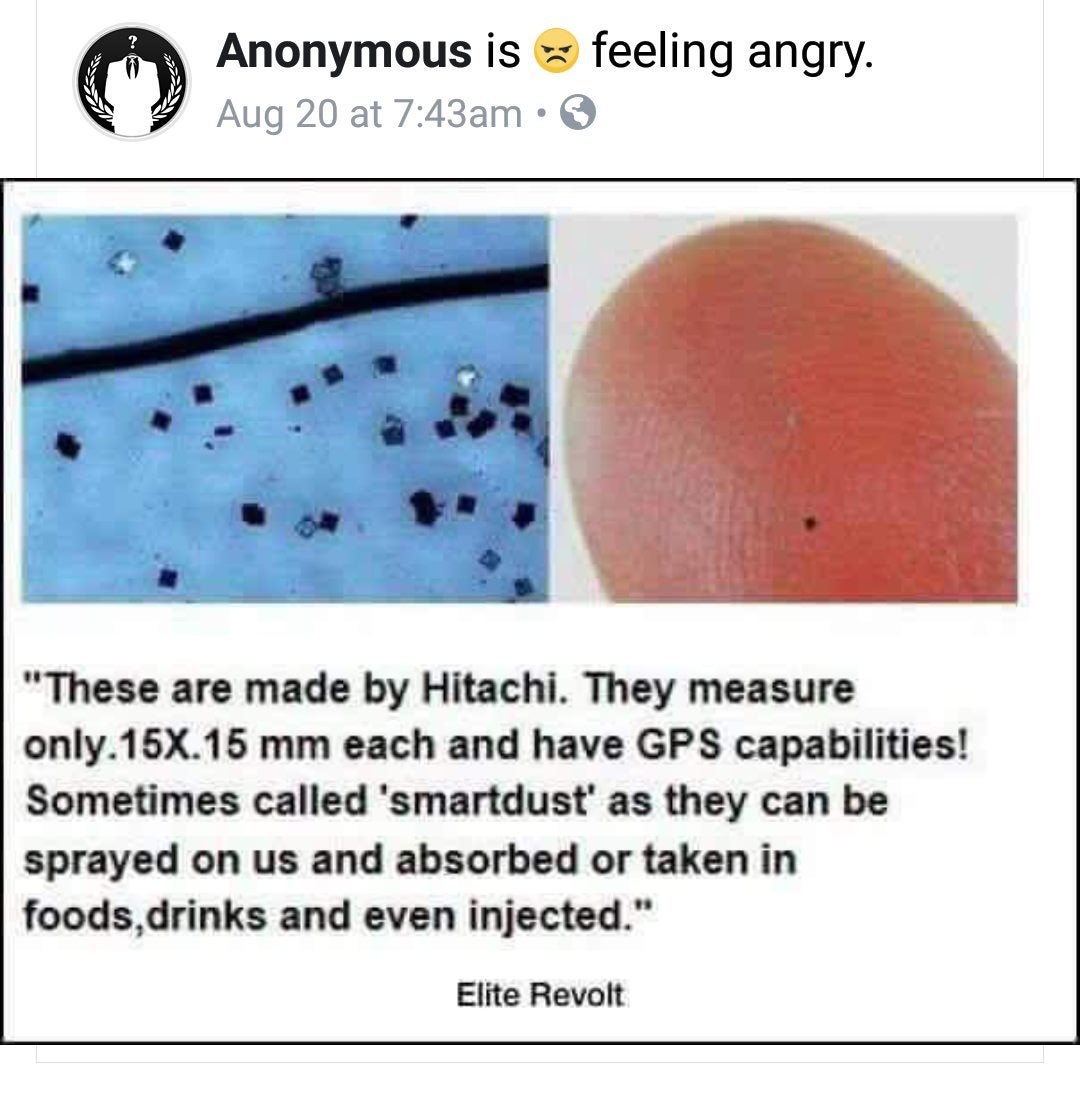 Anonymous is 😠 feeling angry.
Aug 20 at 7:43am •
?
"These are made by Hitachi. They measure
only.15X.15 mm each and have GPS capabilities!
Sometimes called 'smartdust' as they can be
sprayed on us and absorbed or taken in
foods,drinks and even injected."
Elite Revolt